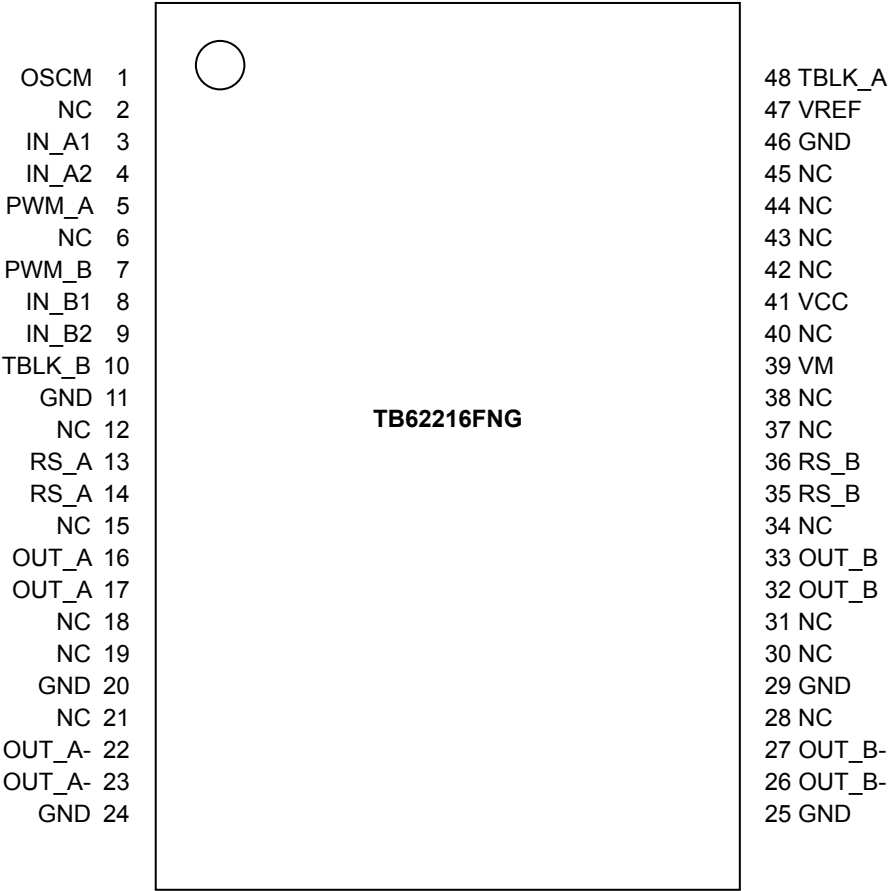 OSCM 1
NC 2
IN_A1 3
IN_A2 4
PWM_A 5
NC 6
PWM_B 7
IN_B1 8
IN_B2 9
TBLK_B 10
GND 11
NC 12
RS_A 13
RS_A 14
NC 15
OUT_A 16
OUT_A 17
NC 18
NC 19
GND 20
NC 21
OUT_A- 22
OUT_A- 23
GND 24
TB62216FNG
48 TBLK_A
47 VREF
46 GND
45 NC
44 NC
43 NC
42 NC
41 VCC
40 NC
39 VM
38 NC
37 NC
36 RS_B
35 RS_B
34 NC
33 OUT_B
32 OUT_B
31 NC
30 NC
29 GND
28 NC
27 OUT_B-
26 OUT_B-
25 GND